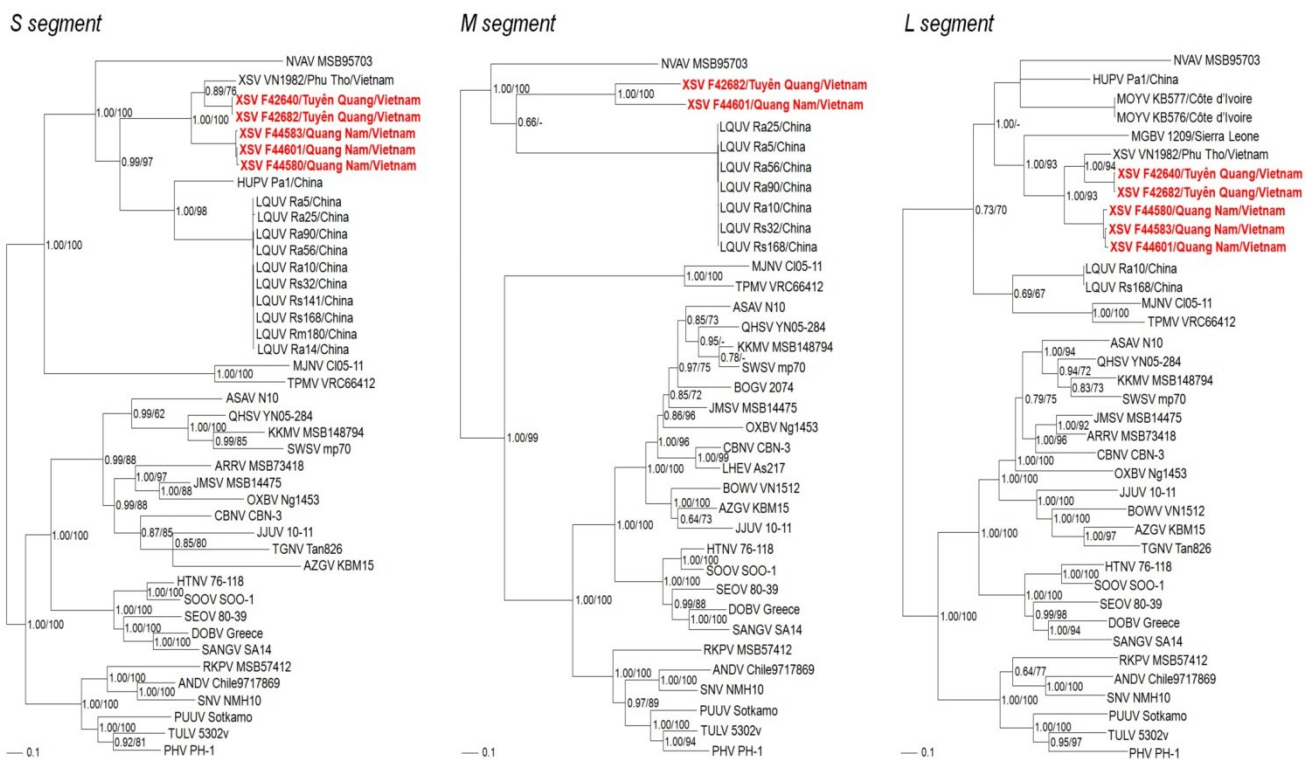 S segment
NVAV MSB95703
XSV VN1982/Phu Tho/Vietnam
0.89/76
XSV F42640/Tuyên Quang/Vietnam
XSV F42682/Tuyên Quang/Vietnam
1.00/100
1.00/100
XSV F44583/Quang Nam/Vietnam
XSV F44601/Quang Nam/Vietnam
XSV F44580/Quang Nam/Vietnam
0.99/97
HUPV Pa1/China
1.00/98
LQUV Ra5/China
LQUV Ra25/China
LQUV Ra90/China
LQUV Ra56/China
LQUV Ra10/China
LQUV Rs32/China
LQUV Rs141/China
LQUV Rs168/China
LQUV Rm180/China
LQUV Ra14/China
1.00/100
MJNV Cl05-11
1.00/100
TPMV VRC66412
ASAV N10
0.99/62
QHSV YN05-284
1.00/100
KKMV MSB148794
0.99/85
SWSV mp70
0.99/88
ARRV MSB73418
1.00/97
JMSV MSB14475
1.00/88
OXBV Ng1453
0.99/88
CBNV CBN-3
0.87/85
JJUV 10-11
0.85/80
TGNV Tan826
AZGV KBM15
1.00/100
HTNV 76-118
1.00/100
SOOV SOO-1
1.00/100
SEOV 80-39
1.00/100
DOBV Greece
1.00/100
SANGV SA14
1.00/100
RKPV MSB57412
1.00/100
ANDV Chile9717869
1.00/100
SNV NMH10
1.00/100
PUUV Sotkamo
1.00/100
TULV 5302v
0.92/81
PHV PH-1
0.1
M segment
NVAV MSB95703
1.00/100
XSV F42682/Tuyên Quang/Vietnam
1.00/100
XSV F44601/Quang Nam/Vietnam
0.66/-
LQUV Ra25/China
LQUV Ra5/China
LQUV Ra56/China
LQUV Ra90/China
LQUV Ra10/China
LQUV Rs32/China
LQUV Rs168/China
MJNV Cl05-11
1.00/100
TPMV VRC66412
ASAV N10
0.85/73
QHSV YN05-284
0.95/-
KKMV MSB148794
0.78/-
SWSV mp70
0.97/75
BOGV 2074
0.85/72
JMSV MSB14475
0.86/96
OXBV Ng1453
1.00/99
1.00/96
CBNV CBN-3
1.00/99
LHEV As217
BOWV VN1512
1.00/100
AZGV KBM15
0.64/73
JJUV 10-11
1.00/100
HTNV 76-118
1.00/100
SOOV SOO-1
1.00/100
SEOV 80-39
0.99/88
DOBV Greece
1.00/100
SANGV SA14
1.00/100
RKPV MSB57412
1.00/100
ANDV Chile9717869
1.00/100
SNV NMH10
0.97/89
PUUV Sotkamo
1.00/100
TULV 5302v
1.00/94
PHV PH-1
0.1
L segment
NVAV MSB95703
HUPV Pa1/China
MOYV KB577/Côte d'Ivoire
MOYV KB576/Côte d'Ivoire
1.00/-
MGBV 1209/Sierra Leone
XSV VN1982/Phu Tho/Vietnam
1.00/93
1.00/94
XSV F42640/Tuyên Quang/Vietnam
XSV F42682/Tuyên Quang/Vietnam
1.00/93
XSV F44580/Quang Nam/Vietnam
0.73/70
XSV F44583/Quang Nam/Vietnam
XSV F44601/Quang Nam/Vietnam
LQUV Ra10/China
LQUV Rs168/China
0.69/67
MJNV Cl05-11
1.00/100
TPMV VRC66412
ASAV N10
1.00/94
QHSV YN05-284
0.94/72
KKMV MSB148794
0.83/73
SWSV mp70
0.79/75
JMSV MSB14475
1.00/92
ARRV MSB73418
1.00/96
CBNV CBN-3
1.00/100
OXBV Ng1453
1.00/100
JJUV 10-11
1.00/100
BOWV VN1512
1.00/100
AZGV KBM15
1.00/97
TGNV Tan826
1.00/100
HTNV 76-118
1.00/100
SOOV SOO-1
1.00/100
SEOV 80-39
0.99/98
DOBV Greece
1.00/94
SANGV SA14
1.00/100
RKPV MSB57412
0.64/77
ANDV Chile9717869
1.00/100
SNV NMH10
1.00/100
PUUV Sotkamo
1.00/100
TULV 5302v
0.95/97
PHV PH-1
0.1